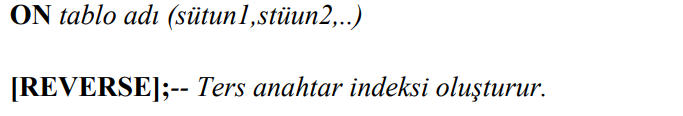 ON tablo adı (sütun1,stüun2,..)
[REVERSE];-- Ters anahtar indeksi oluşturur.